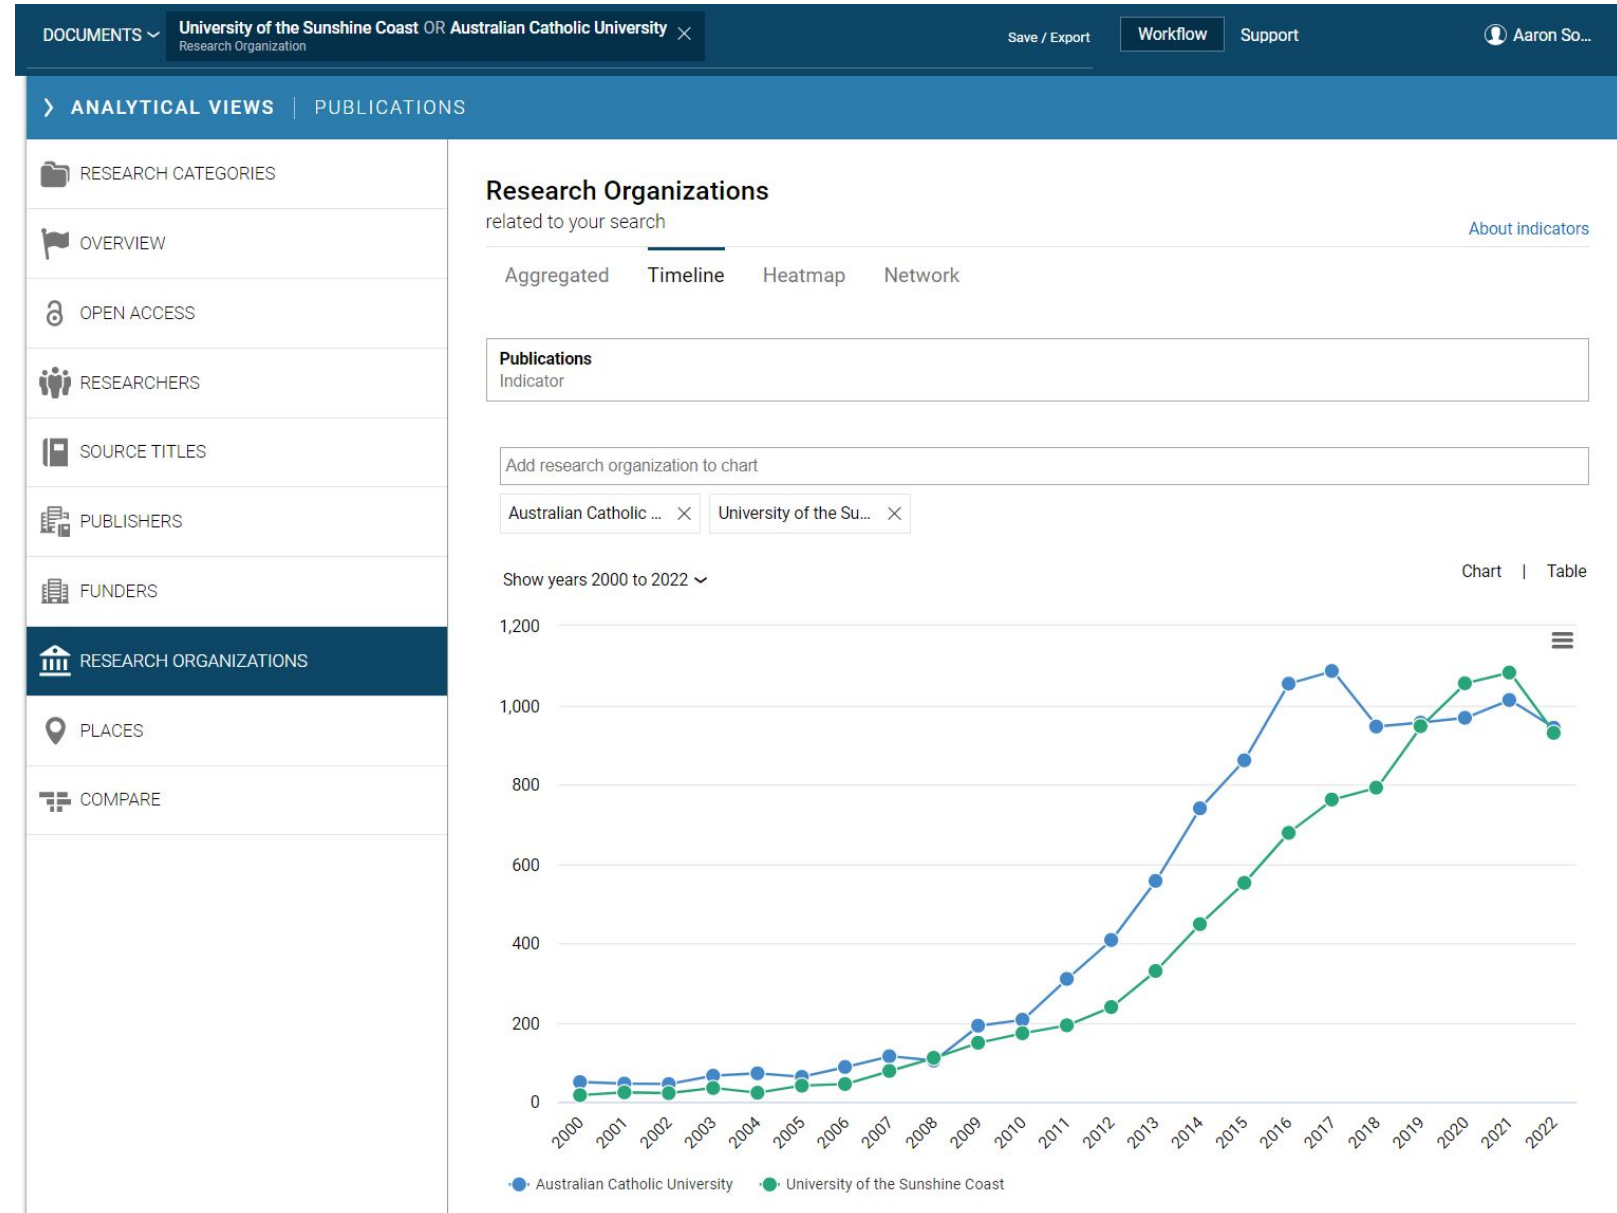 DOCUMENTS
University of the Sunshine Coast OR Australian Catholic University
Research Organization
Save / Export
Workflow
Support
Aaron So...
ANALYTICAL VIEWS | PUBLICATIONS
RESEARCH CATEGORIES
OVERVIEW
OPEN ACCESS
RESEARCHERS
SOURCE TITLES
PUBLISHERS
FUNDERS
RESEARCH ORGANIZATIONS
PLACES
COMPARE
Research Organizations
related to your search
About indicators
Aggregated
Timeline
Heatmap
Network
Publications
Indicator
Add research organization to chart
Australian Catholic ...
University of the Su...
Show years 2000 to 2022
Chart | Table
1,200
1,000
800
600
400
200
0
2000
2001
2002
2003
2004
2005
2006
2007
2008
2009
2010
2011
2012
2013
2014
2015
2016
2017
2018
2019
2020
2021
2022
Australian Catholic University
University of the Sunshine Coast